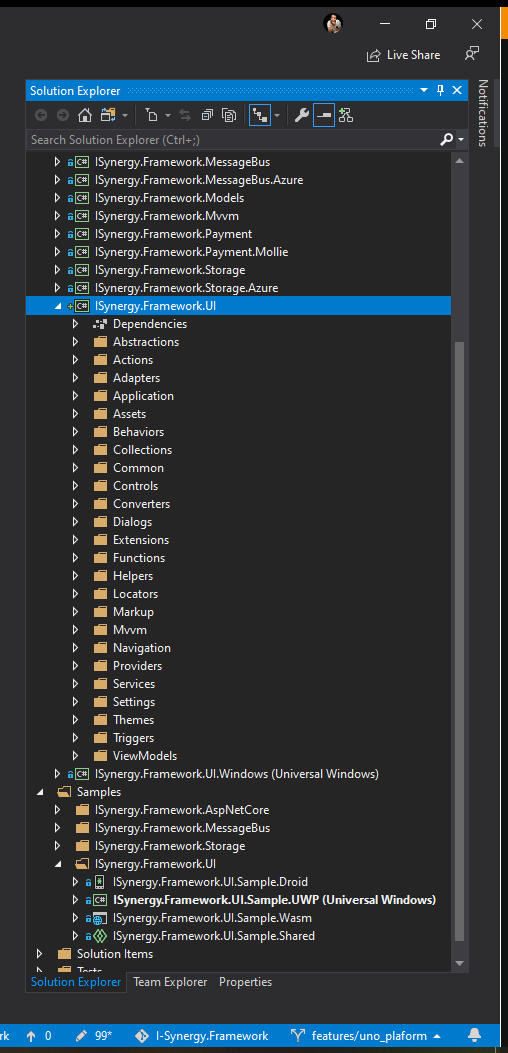 Live Share
Solution Explorer
Notifications
Search Solution Explorer (Ctrl+;)
C# ISynergy.Framework.MessageBus
C# ISynergy.Framework.MessageBus.Azure
C# ISynergy.Framework.Models
C# ISynergy.Framework.Mvvm
C# ISynergy.Framework.Payment
C# ISynergy.Framework.Payment.Mollie
C# ISynergy.Framework.Storage
C# ISynergy.Framework.Storage.Azure
C# ISynergy.Framework.UI
Dependencies
Abstractions
Actions
Adapters
Application
Assets
Behaviors
Collections
Common
Controls
Converters
Dialogs
Extensions
Functions
Helpers
Locators
Markup
Mvvm
Navigation
Providers
Services
Settings
Themes
Triggers
ViewModels
C# ISynergy.Framework.UI.Windows (Universal Windows)
Samples
ISynergy.Framework.AspNetCore
ISynergy.Framework.MessageBus
ISynergy.Framework.Storage
ISynergy.Framework.UI
ISynergy.Framework.UI.Sample.Droid
C# ISynergy.Framework.UI.Sample.UWP (Universal Windows)
ISynergy.Framework.UI.Sample.Wasm
ISynergy.Framework.UI.Sample.Shared
Solution Items
Tests
Solution Explorer Team Explorer Properties
rk 0 99* I-Synergy.Framework features/uno_plaform